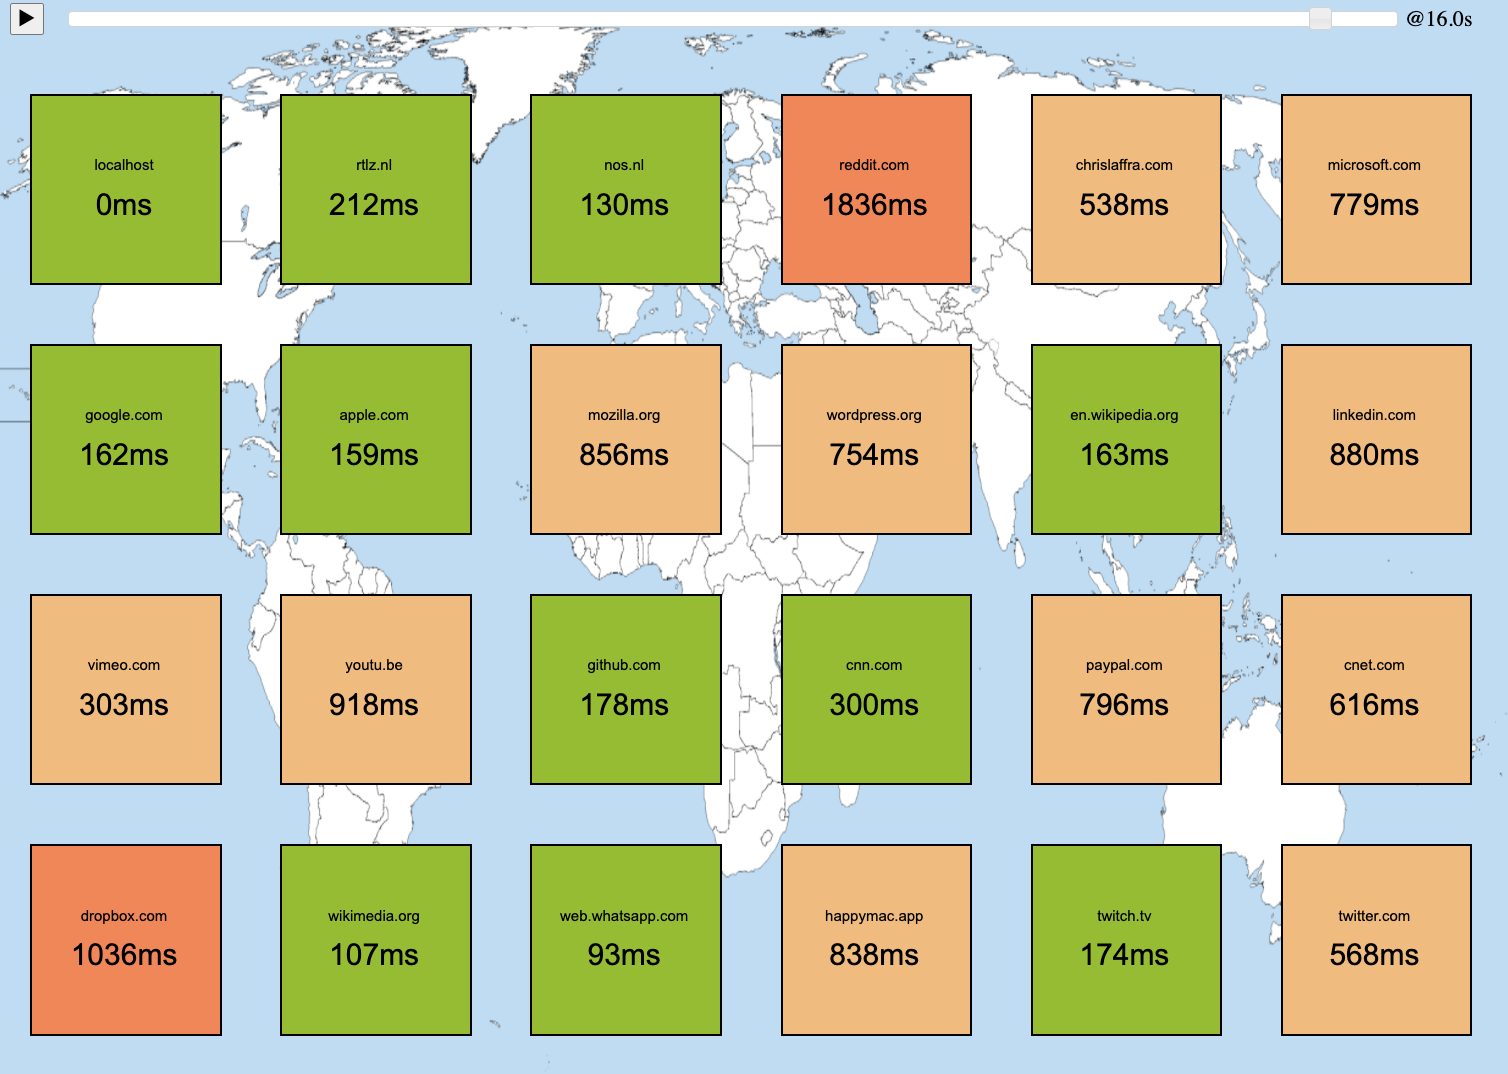 @16.0s
localhost
0ms
rtlz.nl
212ms
nos.nl
130ms
reddit.com
1836ms
chrislaffra.com
538ms
microsoft.com
779ms
google.com
162ms
apple.com
159ms
mozilla.org
856ms
wordpress.org
754ms
en.wikipedia.org
163ms
linkedin.com
880ms
vimeo.com
303ms
youtu.be
918ms
github.com
178ms
cnn.com
300ms
paypal.com
796ms
cnet.com
616ms
dropbox.com
1036ms
wikimedia.org
107ms
web.whatsapp.com
93ms
happymac.app
838ms
twitch.tv
174ms
twitter.com
568ms